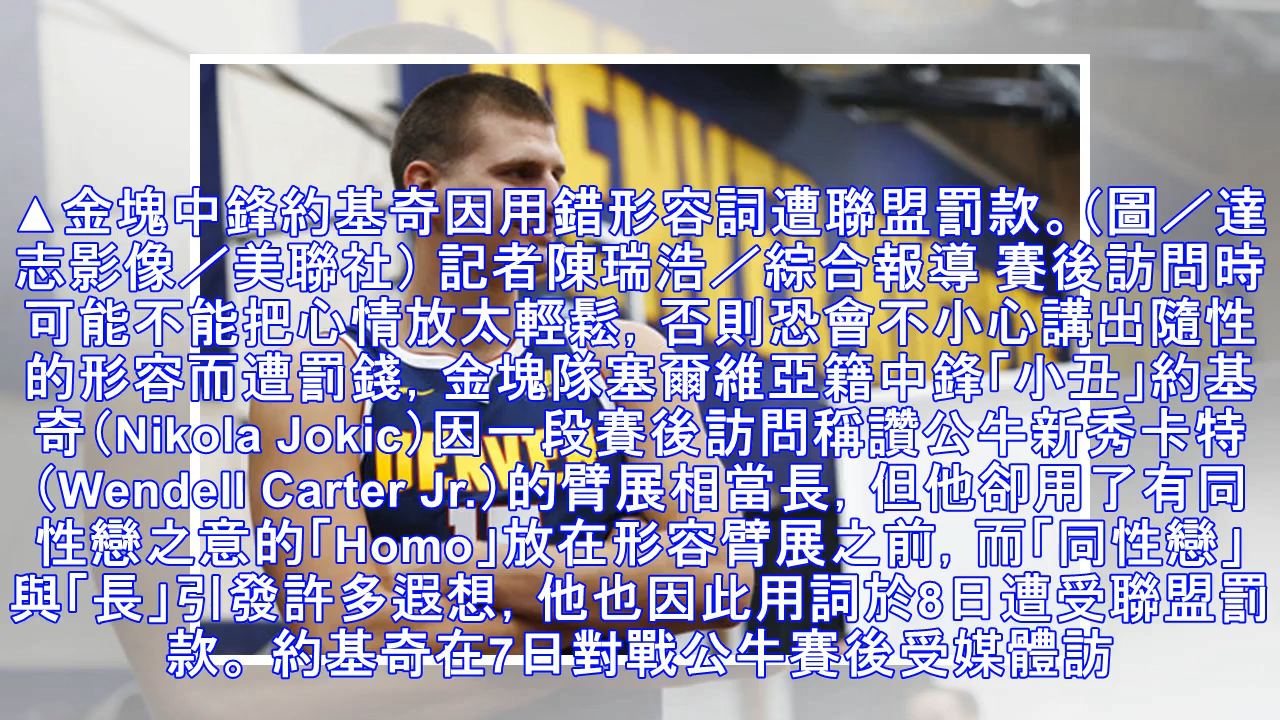 DENVER
DENVER
▲金塊中鋒約基奇因用錯形容詞遭聯盟罰款。(圖／達
志影像／美聯社) 記者陳瑞浩／綜合報導 賽後訪問時
可能不能把心情放太輕鬆, 否則恐會不小心講出隨性
的形容而遭罰錢, 金塊隊塞爾維亞籍中鋒「小丑」約基
奇(Nikola Jokic)因一段賽後訪問稱讚公牛新秀卡特
(Wendell Carter Jr.)的臂展相當長, 但他卻用了有同
性戀之意的「Homo」放在形容臂展之前, 而「同性戀」
與「長」引發許多遐想, 他也因此用詞於8日遭受聯盟罰
款。約基奇在7日對戰公牛賽後受媒體訪